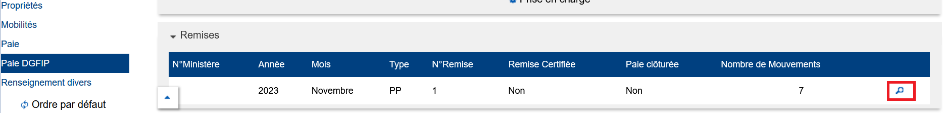 Propriétés
Prise en charge
Mobilités
Paie
Paie DGFIP
Renseignement divers
Ordre par défaut
Remises
N°Ministère Année Mois Type N°Remise Remise Certifiée Paie clôturée Nombre de Mouvements
2023 Novembre PP 1 Non Non 7